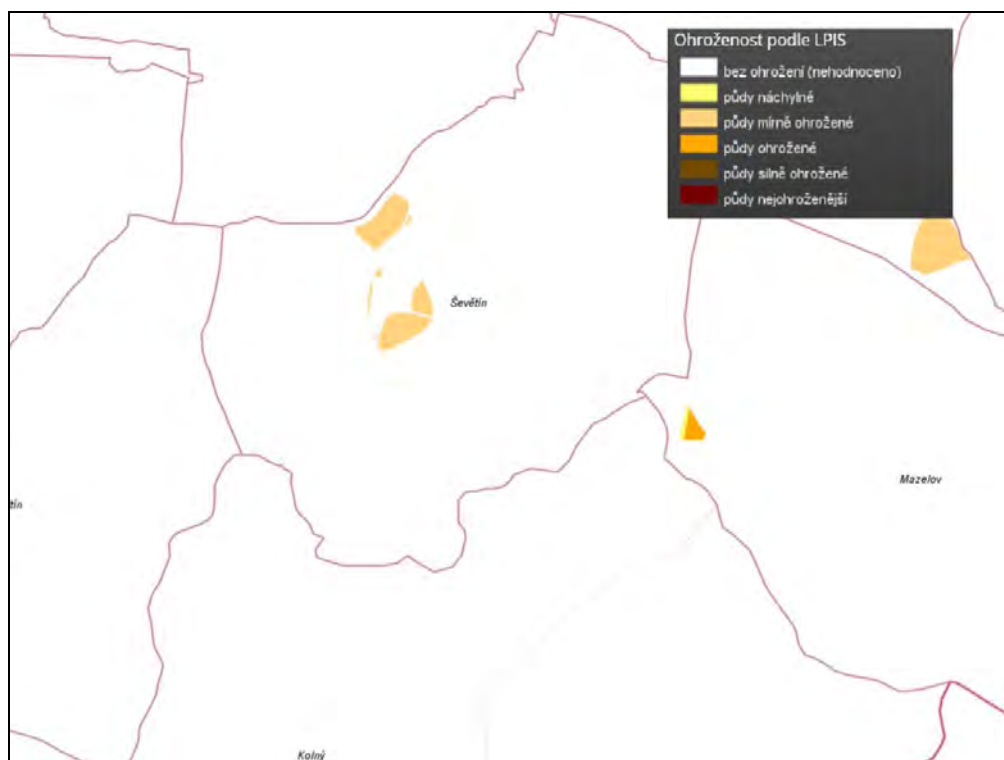 Ohroženost podle LPIS
bez ohrožení (nehodnoceno)
půdy náchylné
půdy mírně ohrožené
půdy ohrožené
půdy silně ohrožené
půdy nejohroženější
Ševětín
Mazelov
tín
Kolný